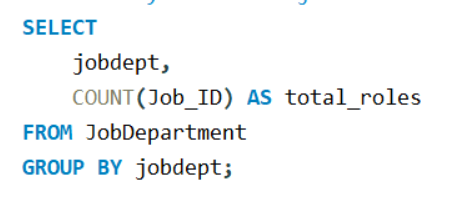 SELECT
jobdept,
COUNT(Job_ID) AS total_roles
FROM JobDepartment
GROUP BY jobdept;